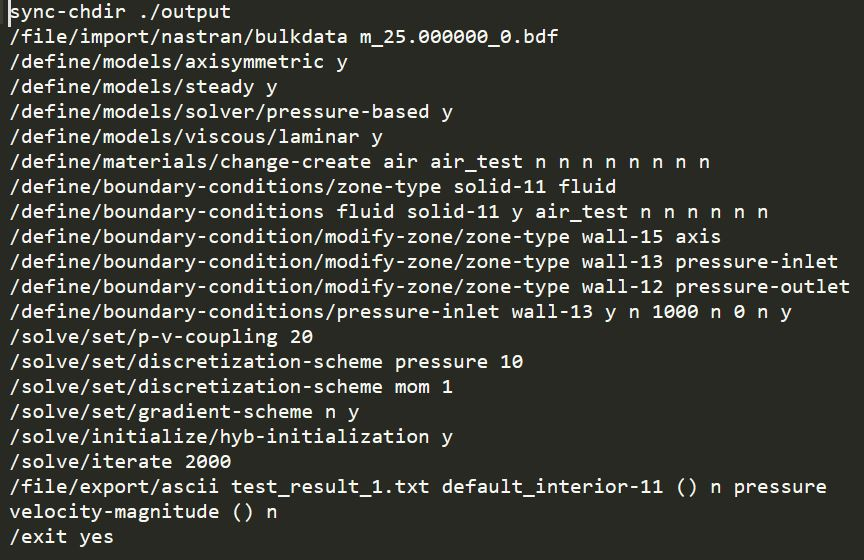 sync-chdir ./output
/file/import/nastran/bulkdata m_25.000000_0.bdf
/define/models/axisymmetric y
/define/models/steady y
/define/models/solver/pressure-based y
/define/models/viscous/laminar y
/define/materials/change-create air air_test n n n n n n n n
/define/boundary-conditions/zone-type solid-11 fluid
/define/boundary-conditions fluid solid-11 y air_test n n n n n n
/define/boundary-condition/modify-zone/zone-type wall-15 axis
/define/boundary-condition/modify-zone/zone-type wall-13 pressure-inlet
/define/boundary-condition/modify-zone/zone-type wall-12 pressure-outlet
/define/boundary-conditions/pressure-inlet wall-13 y n 1000 n 0 n y
/solve/set/p-v-coupling 20
/solve/set/discretization-scheme pressure 10
/solve/set/discretization-scheme mom 1
/solve/set/gradient-scheme n y
/solve/initialize/hyb-initialization y
/solve/iterate 2000
/file/export/ascii test_result_1.txt default_interior-11 () n pressure
velocity-magnitude () n
/exit yes